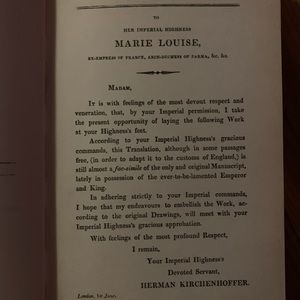 TO
HER IMPERIAL HIGHNESS
MARIE LOUISE,
EX-EMPRESS OF FRANCE, ARCH-DUCHESS OF PARMA, &c. &c.
MADAM,
IT is with feelings of the most devout respect and
veneration, that, by your Imperial permission, I take
the present opportunity of laying the following Work
at your Highness's feet.
According to your Imperial Highness's gracious
commands, this Translation, although in some passages
free, (in order to adapt it to the customs of England,) is
still almost a fac-simile of the only and original Manuscript,
lately in possession of the ever-to-be-lamented Emperor
and King.
In adhering strictly to your Imperial commands,
I hope that my endeavours to embellish the Work,
according to the original Drawings, will meet with your
Imperial Highness's gracious approbation.
With feelings of the most profound Respect,
I remain,
Your Imperial Highness's
Devoted Servant,
HERMAN KIRCHENHOFFER.
London, 1st June,